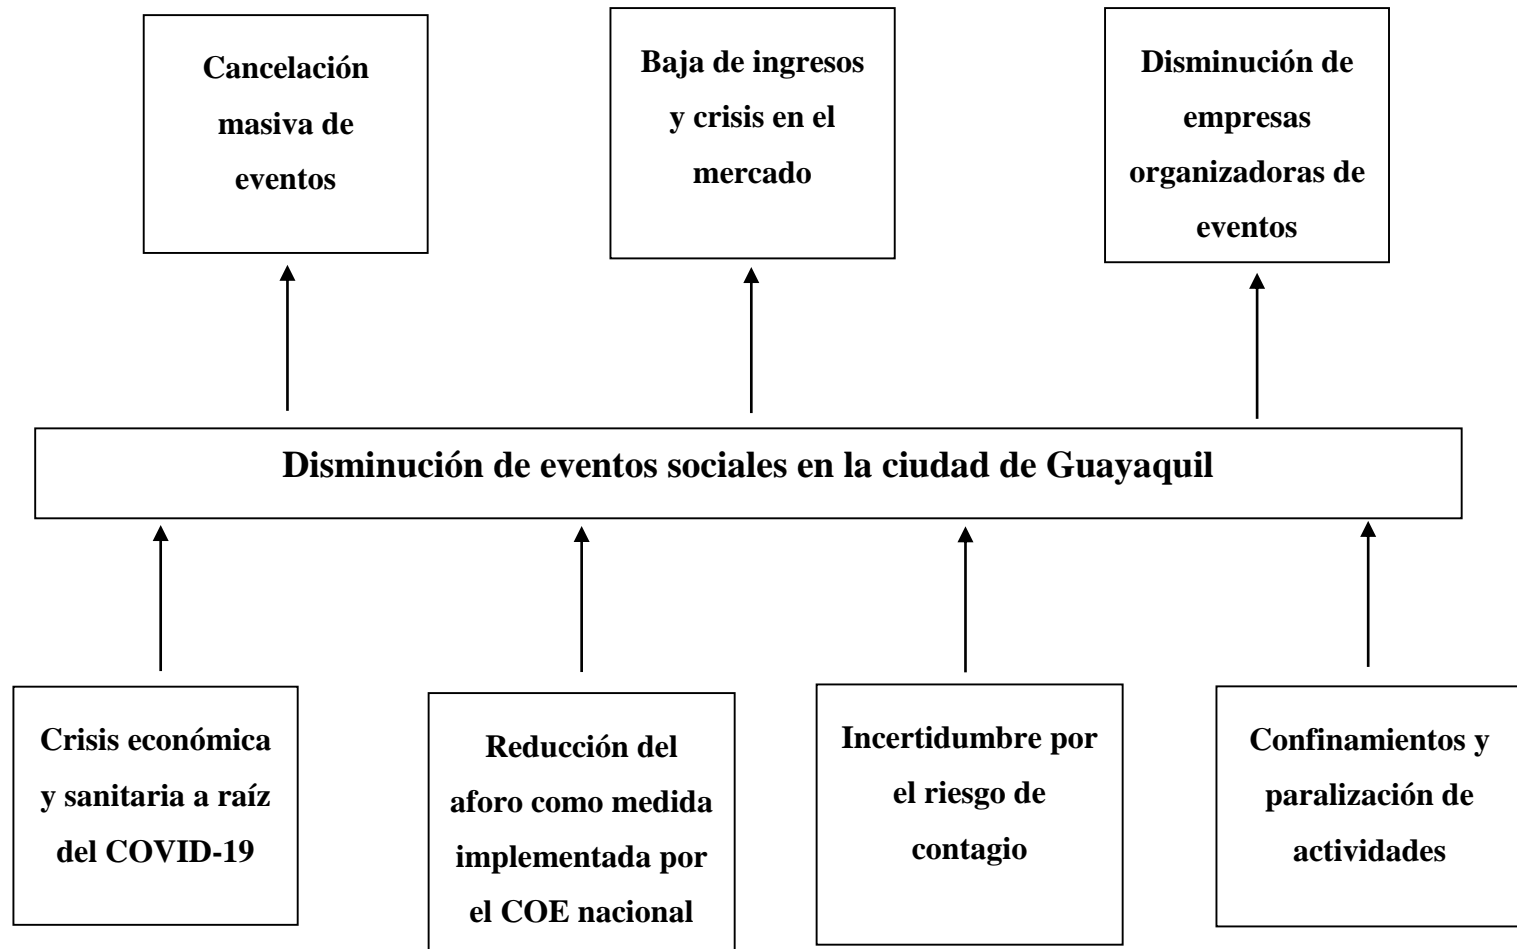 Cancelación
masiva de
eventos
Baja de ingresos
y crisis en el
mercado
Disminución de
empresas
organizadoras de
eventos
Disminución de eventos sociales en la ciudad de Guayaquil
Crisis económica
y sanitaria a raíz
del COVID-19
Reducción del
aforo como medida
implementada por
el COE nacional
Incertidumbre por
el riesgo de
contagio
Confinamientos y
paralización de
actividades